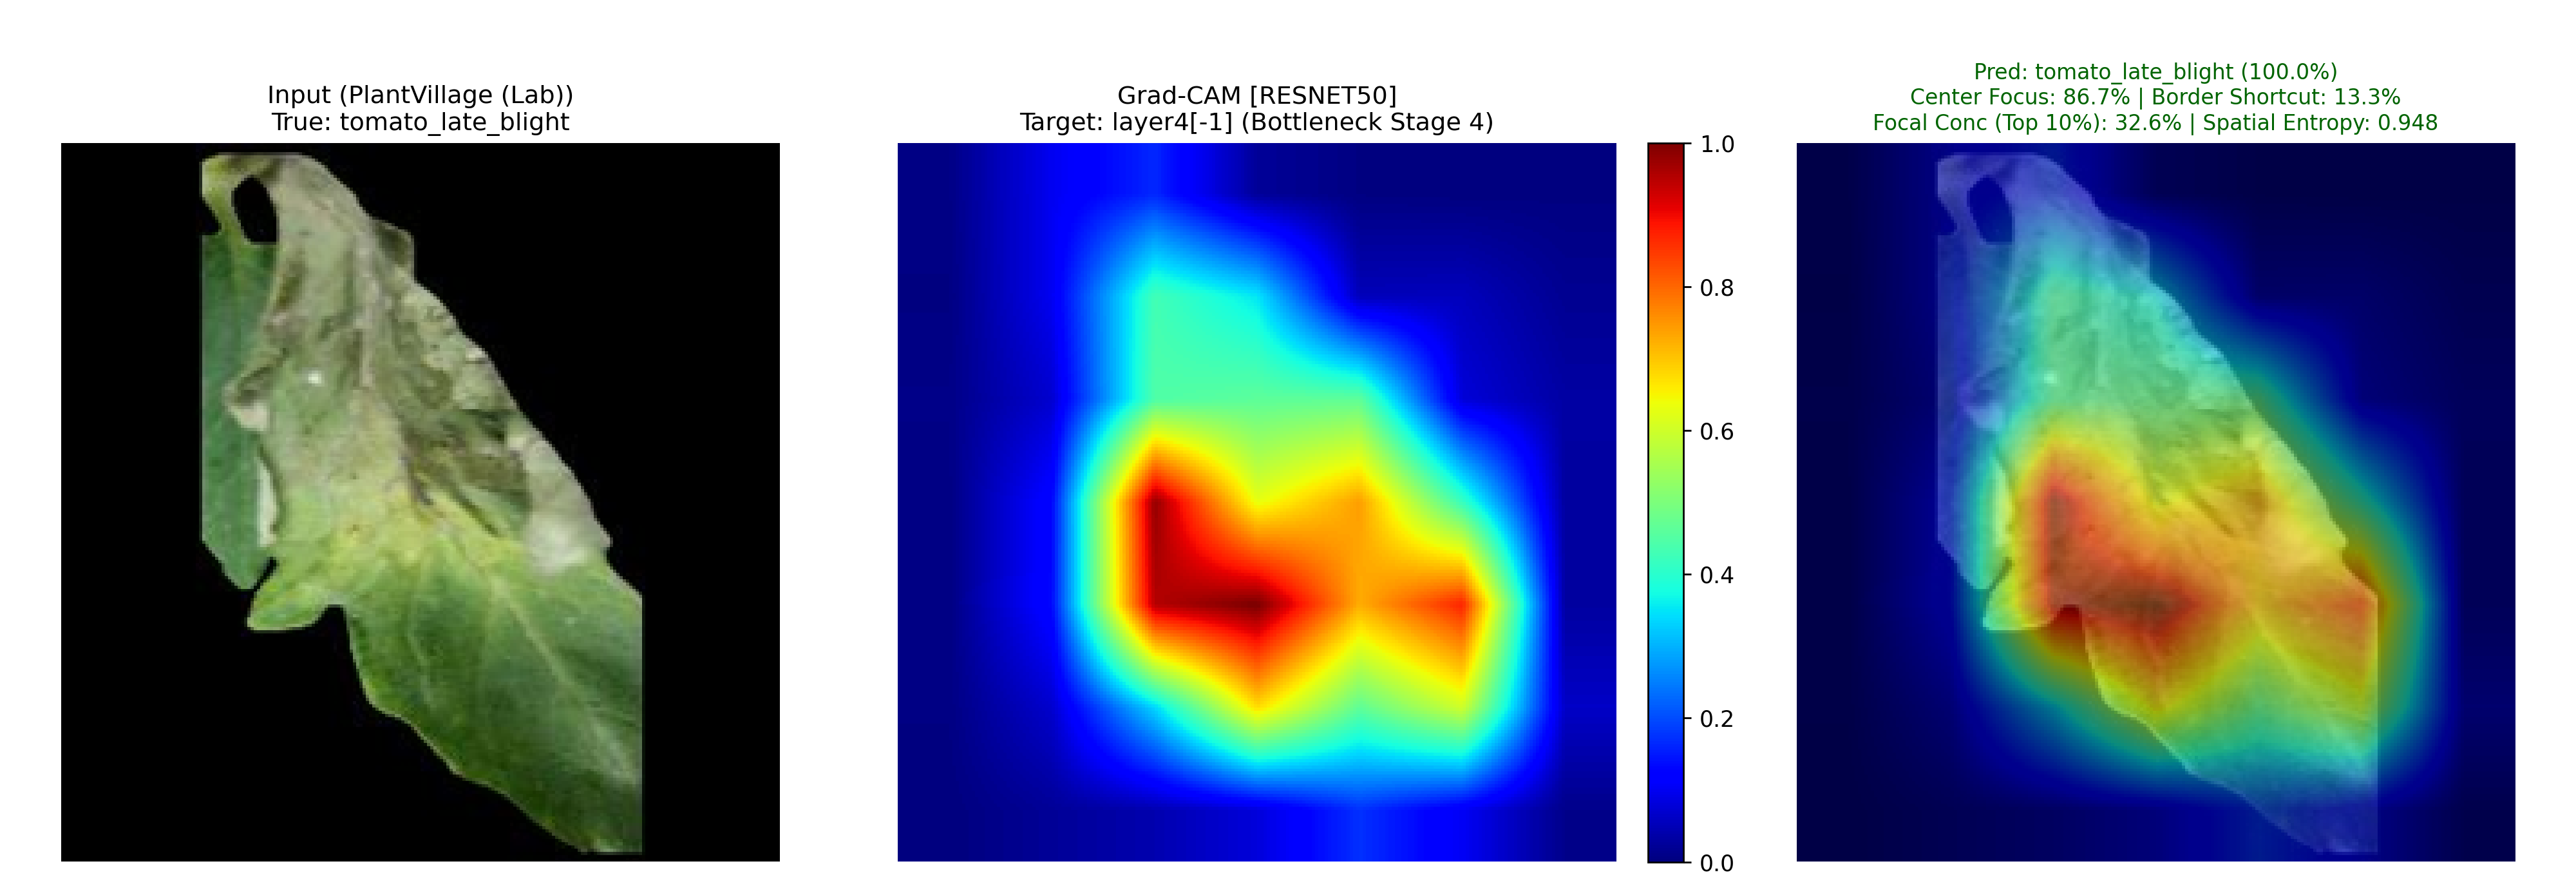 Input (PlantVillage (Lab))
True: tomato_late_blight
Grad-CAM [RESNET50]
Target: layer4[-1] (Bottleneck Stage 4)
1.0
0.8
0.6
0.4
0.2
0.0
Pred: tomato_late_blight (100.0%)
Center Focus: 86.7% | Border Shortcut: 13.3%
Focal Conc (Top 10%): 32.6% | Spatial Entropy: 0.948